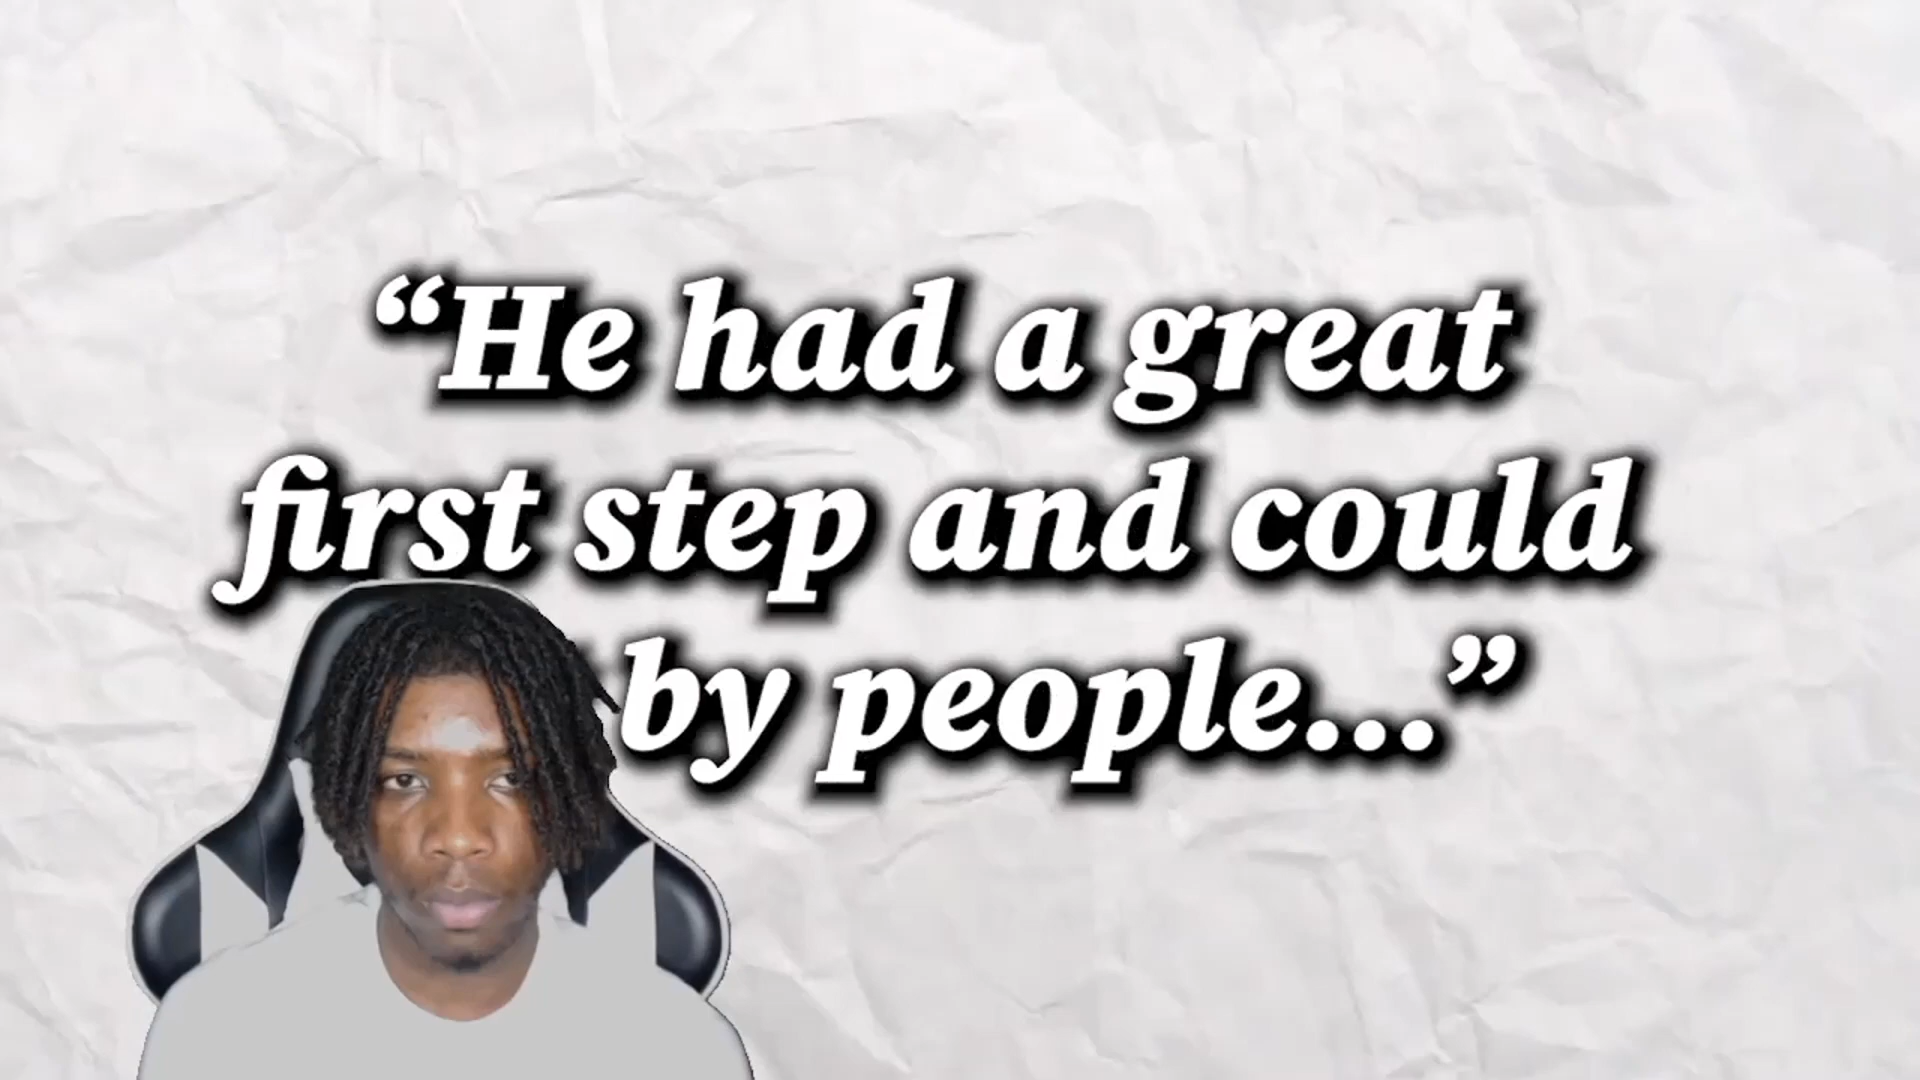 “He had a great
first step and could
by people...”